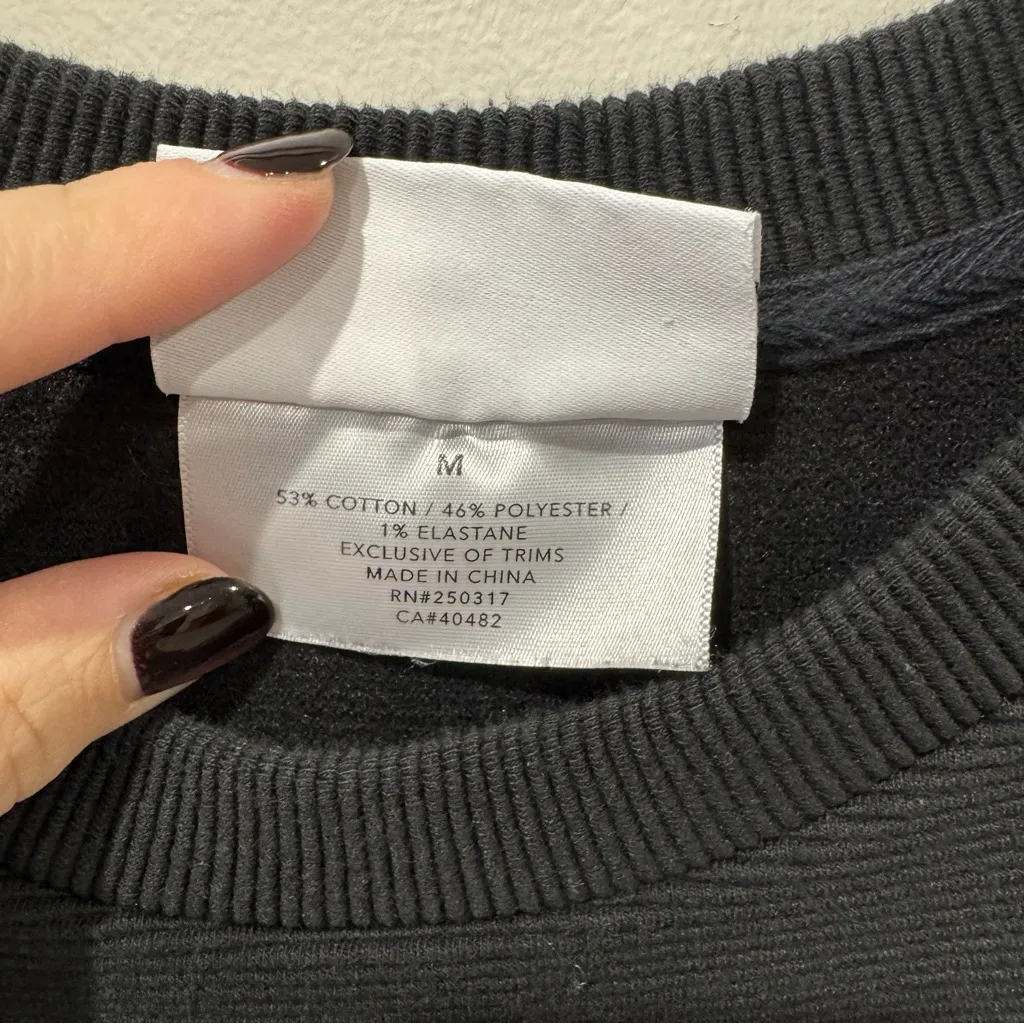 M
53% COTTON / 46% POLYESTER /
1% ELASTANE
EXCLUSIVE OF TRIMS
MADE IN CHINA
RN#250317
CA#40482